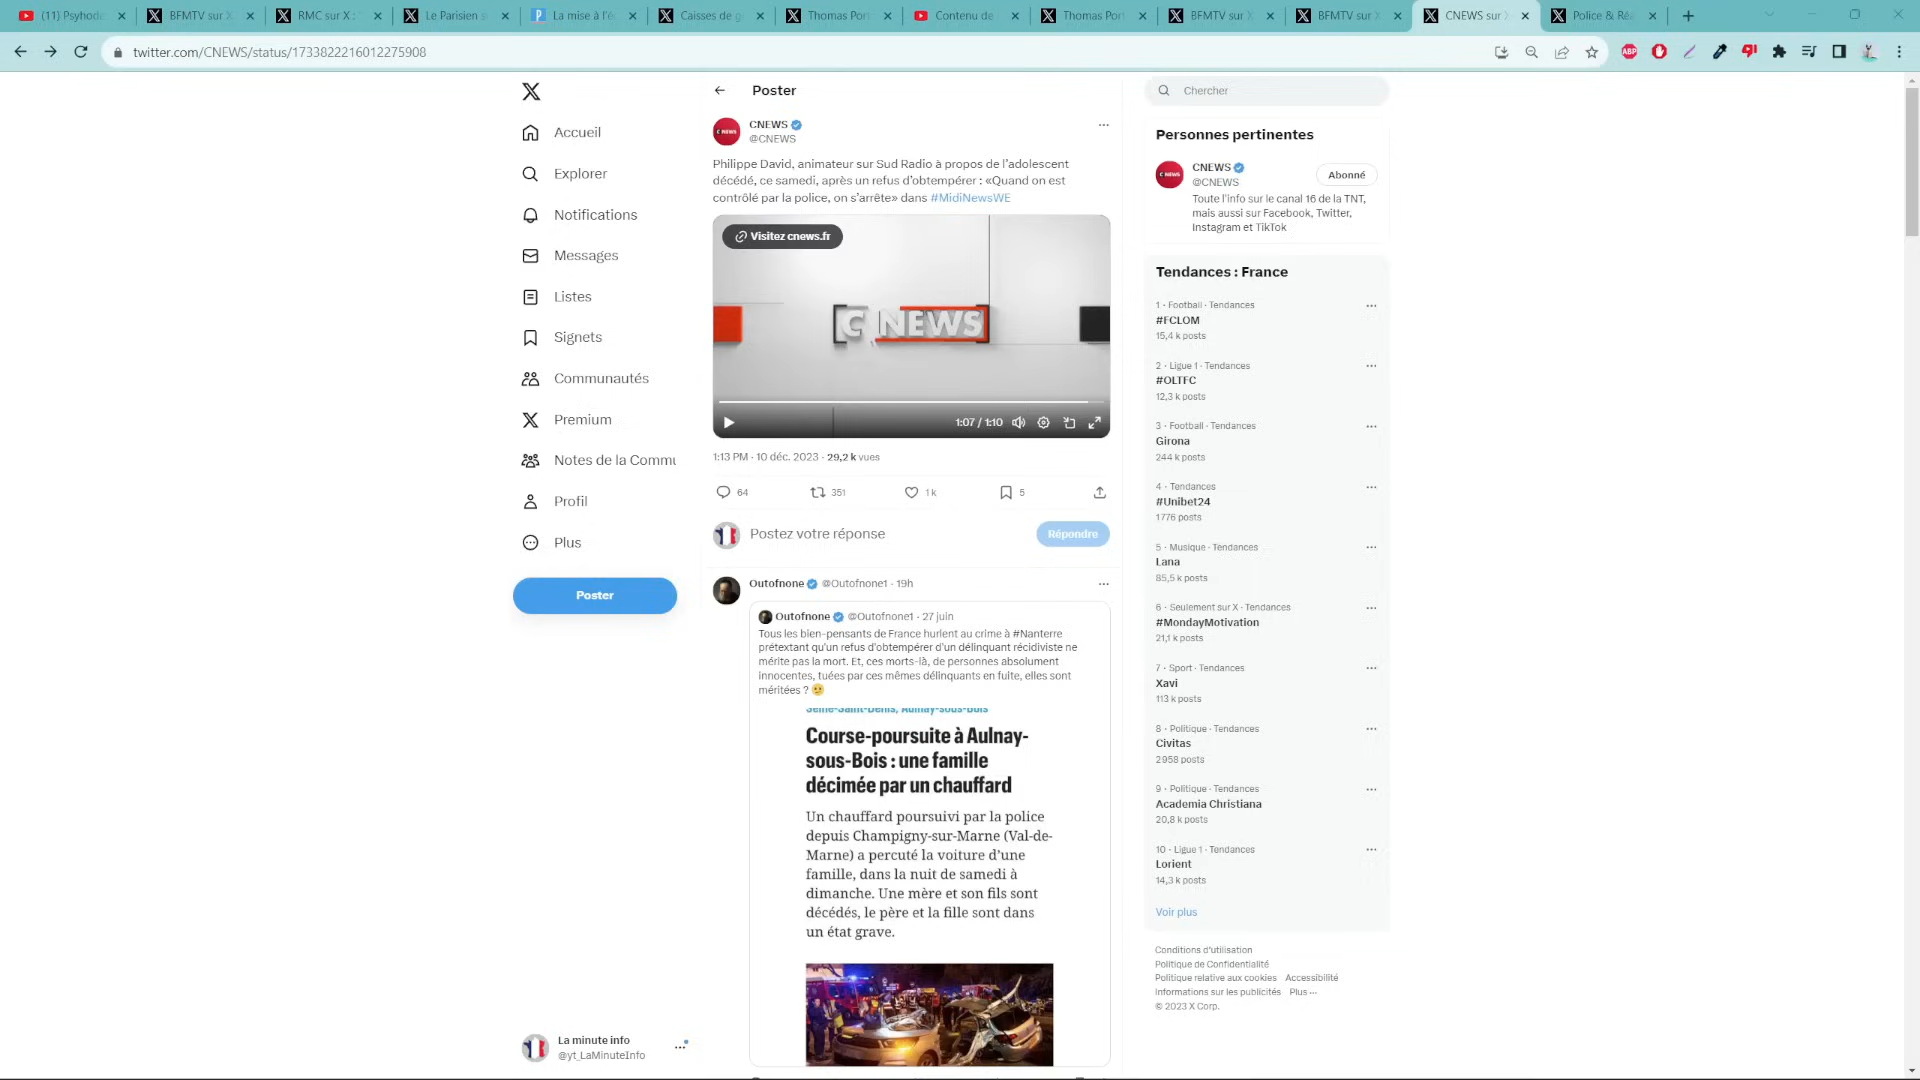 (11) Psyhod
BFMTV sur X
RMC sur X :
Le Parisien s
La mise à l'é
Caisses de g
Thomas Port
Contenu de
Thomas Port
BFMTV sur X
BFMTV sur X
CNEWS sur
Police & Ré
twitter.com/CNEWS/status/1733822216012275908
ABP
Accueil
Explorer
Notifications
Messages
Listes
Signets
Communautés
Premium
Notes de la Commu
Profil
Plus
Poster
La minute info
@yt_LaMinuteInfo
Poster
CNEWS
@CNEWS
Philippe David, animateur sur Sud Radio à propos de l'adolescent
décédé, ce samedi, après un refus d'obtempérer : «Quand on est
contrôlé par la police, on s'arrête» dans #MidiNewsWE
Visitez cnews.fr
CNEWS
1:07 / 1:10
1:13 PM · 10 déc. 2023 · 29,2 k vues
64
351
1 k
5
Postez votre réponse
Répondre
Outofnone @Outofnone1 · 19h
Outofnone @Outofnone1 · 27 juin
Tous les bien-pensants de France hurlent au crime à #Nanterre
prétextant qu'un refus d'obtempérer d'un délinquant récidiviste ne
mérite pas la mort. Et, ces morts-là, de personnes absolument
innocentes, tuées par ces mêmes délinquants en fuite, elles sont
méritées ? 🫤
Seine-Saint-Denis, Aulnay-sous-Bois
Course-poursuite à Aulnay-
sous-Bois : une famille
décimée par un chauffard
Un chauffard poursuivi par la police
depuis Champigny-sur-Marne (Val-de-
Marne) a percuté la voiture d'une
famille, dans la nuit de samedi à
dimanche. Une mère et son fils sont
décédés, le père et la fille sont dans
un état grave.
Chercher
Personnes pertinentes
CNEWS
@CNEWS
Abonné
Toute l'info sur le canal 16 de la TNT,
mais aussi sur Facebook, Twitter,
Instagram et TikTok
Tendances : France
1 · Football · Tendances
#FCLOM
15,4 k posts
2 · Ligue 1 · Tendances
#OLTFC
12,3 k posts
3 · Football · Tendances
Girona
244 k posts
4 · Tendances
#Unibet24
1 776 posts
5 · Musique · Tendances
Lana
85,5 k posts
6 · Seulement sur X · Tendances
#MondayMotivation
21,1 k posts
7 · Sport · Tendances
Xavi
113 k posts
8 · Politique · Tendances
Civitas
2 958 posts
9 · Politique · Tendances
Academia Christiana
20,8 k posts
10 · Ligue 1 · Tendances
Lorient
14,3 k posts
Voir plus
Conditions d'utilisation
Politique de Confidentialité
Politique relative aux cookies Accessibilité
Informations sur les publicités Plus ···
© 2023 X Corp.